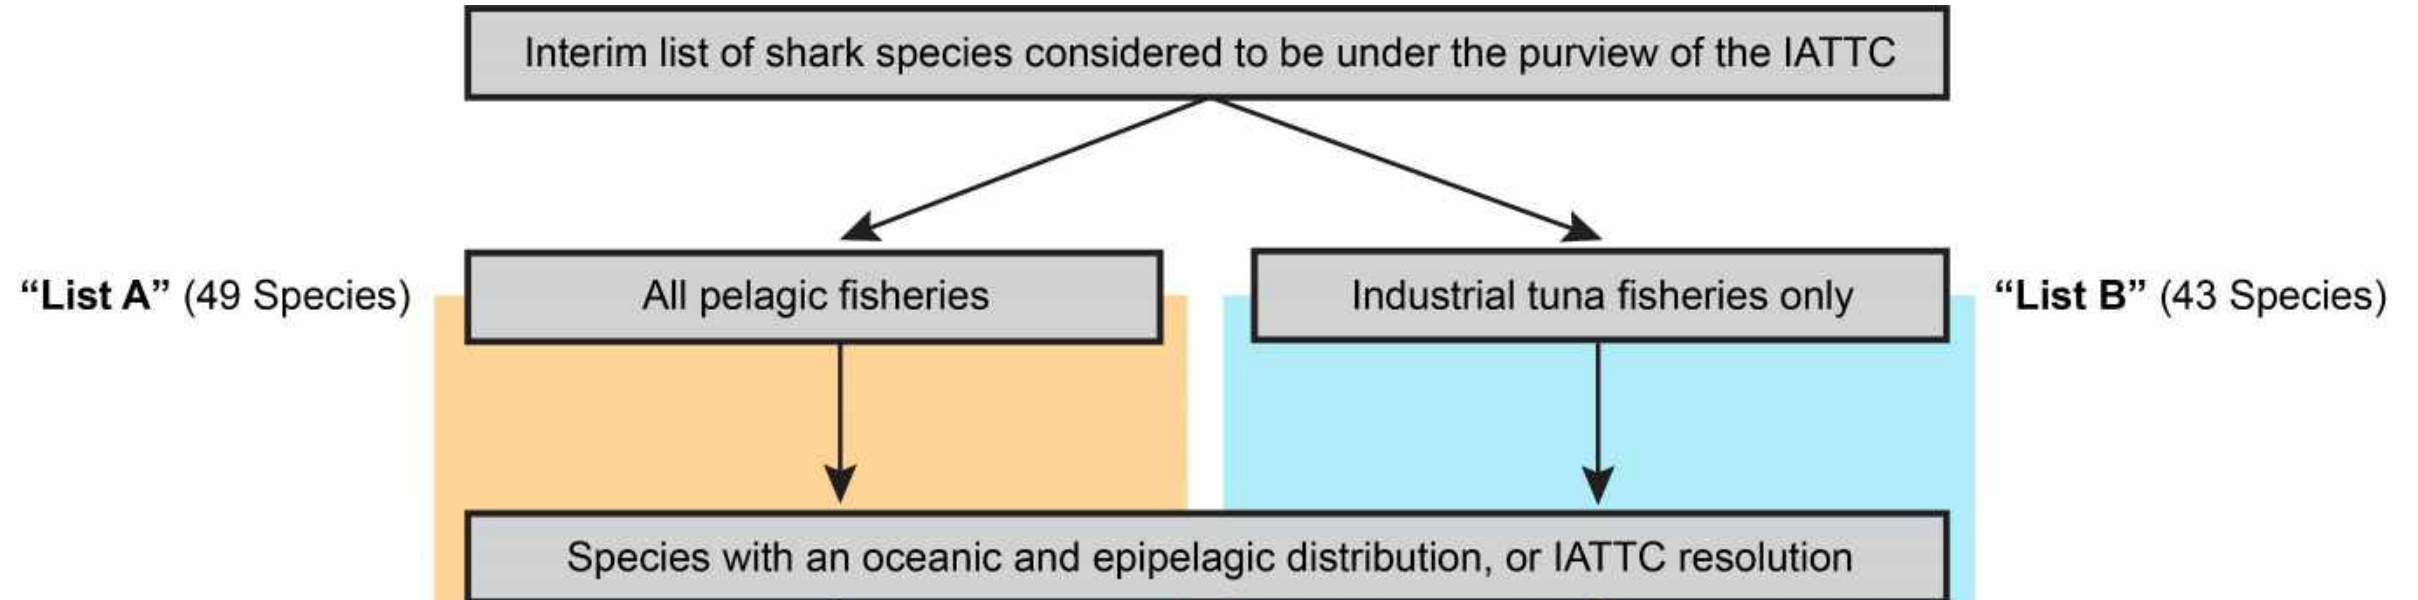 Interim list of shark species considered to be under the purview of the IATTC
“List A” (49 Species)
All pelagic fisheries
Industrial tuna fisheries only
“List B” (43 Species)
Species with an oceanic and epipelagic distribution, or IATTC resolution